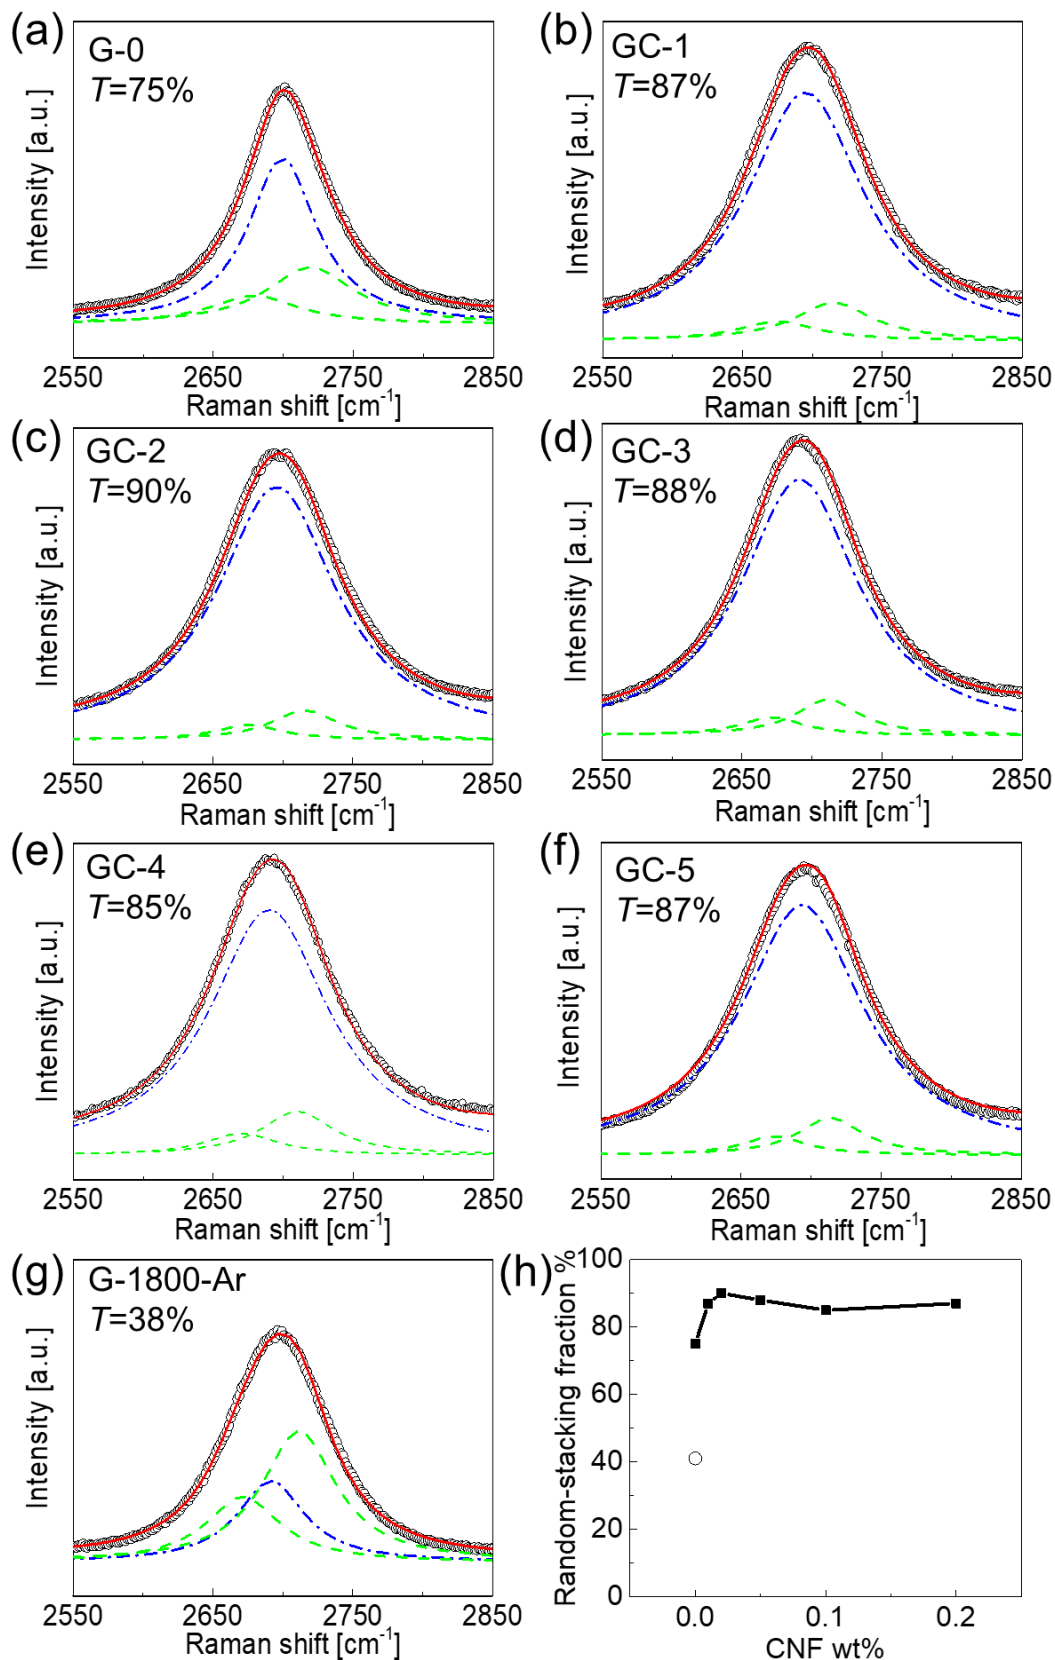 (a)
G-0
T=75%
Intensity [a.u.]
2550 2650 2750 2850
Raman shift [cm⁻¹]
(b)
GC-1
T=87%
Intensity [a.u.]
2550 2650 2750 2850
Raman shift [cm⁻¹]
(c)
GC-2
T=90%
Intensity [a.u.]
2550 2650 2750 2850
Raman shift [cm⁻¹]
(d)
GC-3
T=88%
Intensity [a.u.]
2550 2650 2750 2850
Raman shift [cm⁻¹]
(e)
GC-4
T=85%
Intensity [a.u.]
2550 2650 2750 2850
Raman shift [cm⁻¹]
(f)
GC-5
T=87%
Intensity [a.u.]
2550 2650 2750 2850
Raman shift [cm⁻¹]
(g)
G-1800-Ar
T=38%
Intensity [a.u.]
2550 2650 2750 2850
Raman shift [cm⁻¹]
(h)
Random-stacking fraction %
100
80
60
40
20
0
0.0 0.1 0.2
CNF wt%